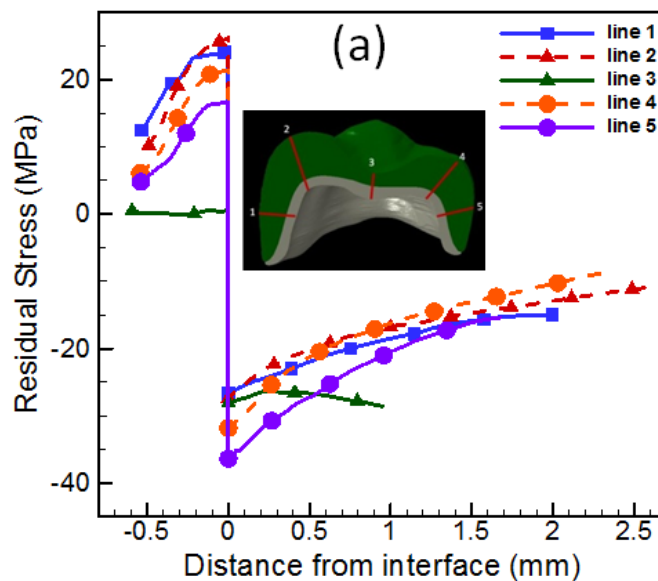 (a)
line 1
line 2
line 3
line 4
line 5
20
0
-20
-40
Residual Stress (MPa)
2
3
4
1
5
-0.5
0
0.5
1
1.5
2
2.5
Distance from interface (mm)